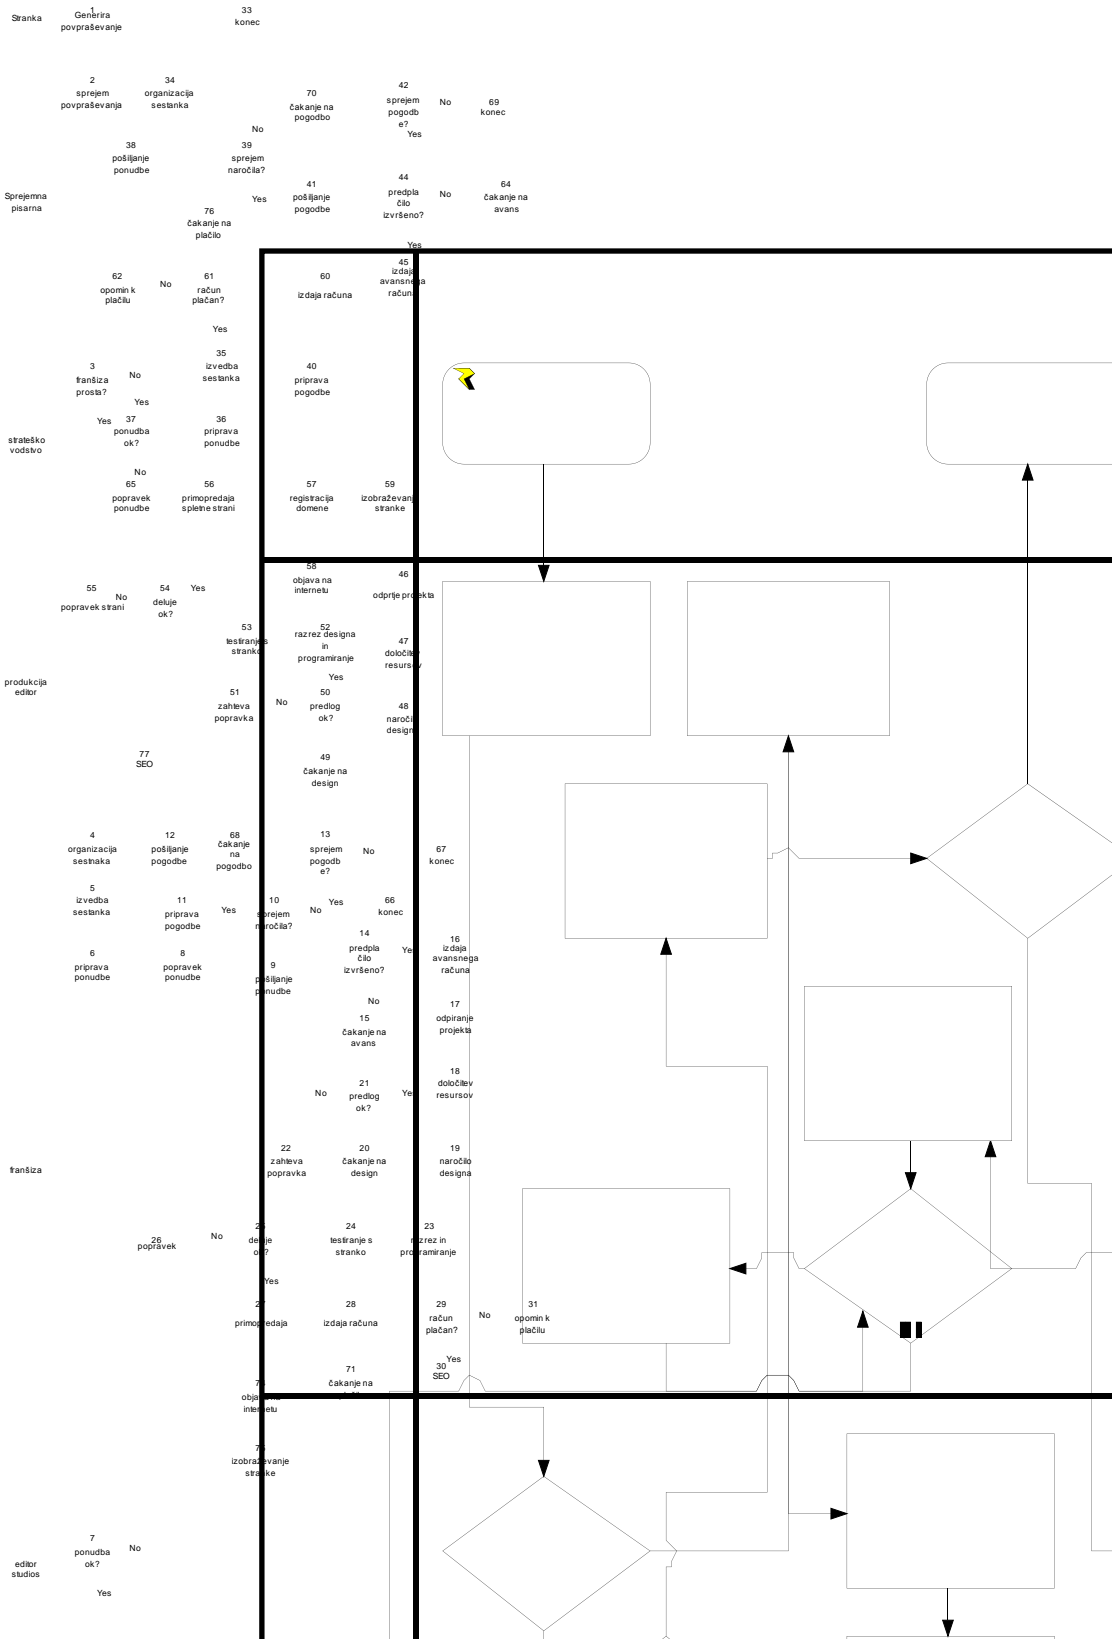 Stranka
1
Generira
povpraševanje
33
konec
2
sprejem
povpraševanja
34
organizacija
sestanka
70
čakanje na
pogodbo
42
sprejem
pogodb
e?
No
69
konec
Yes
No
38
pošiljanje
ponudbe
39
sprejem
naročila?
Sprejemna
pisarna
Yes
41
pošiljanje
pogodbe
44
predpla
čilo
izvršeno?
No
64
čakanje na
avans
76
čakanje na
plačilo
Yes
62
opomin k
plačilu
No
61
račun
plačan?
60
izdaja računa
45
izdaja
avansnega
računa
Yes
3
franšiza
prosta?
No
35
izvedba
sestanka
40
priprava
pogodbe
Yes
strateško
vodstvo
Yes
37
ponudba
ok?
36
priprava
ponudbe
No
65
popravek
ponudbe
56
primopredaja
spletne strani
57
registracija
domene
59
izobraževanje
stranke
55
popravek strani
No
54
deluje
ok?
Yes
58
objava na
internetu
46
odprtje projekta
53
testiranje s
stranko
52
razrez designa
in
programiranje
47
določitev
resursov
Yes
produkcija
editor
51
zahteva
popravka
No
50
predlog
ok?
48
naročilo
designa
77
SEO
49
čakanje na
design
4
organizacija
sestnaka
12
pošiljanje
pogodbe
68
čakanje
na
pogodbo
13
sprejem
pogodb
e?
No
67
konec
5
izvedba
sestanka
11
priprava
pogodbe
Yes
10
sprejem
naročila?
No
Yes
66
konec
6
priprava
ponudbe
8
popravek
ponudbe
9
pošiljanje
ponudbe
14
predpla
čilo
izvršeno?
Yes
16
izdaja
avansnega
računa
No
15
čakanje na
avans
17
odpiranje
projekta
No
21
predlog
ok?
Yes
18
določitev
resursov
franšiza
22
zahteva
popravka
20
čakanje na
design
19
naročilo
designa
26
popravek
No
25
deluje
ok?
24
testiranje s
stranko
23
razrez in
programiranje
Yes
27
primopredaja
28
izdaja računa
29
račun
plačan?
No
31
opomin k
plačilu
Yes
30
SEO
71
čakanje na
objava na
internetu
izobraževanje
stranke
editor
studios
7
ponudba
ok?
No
Yes